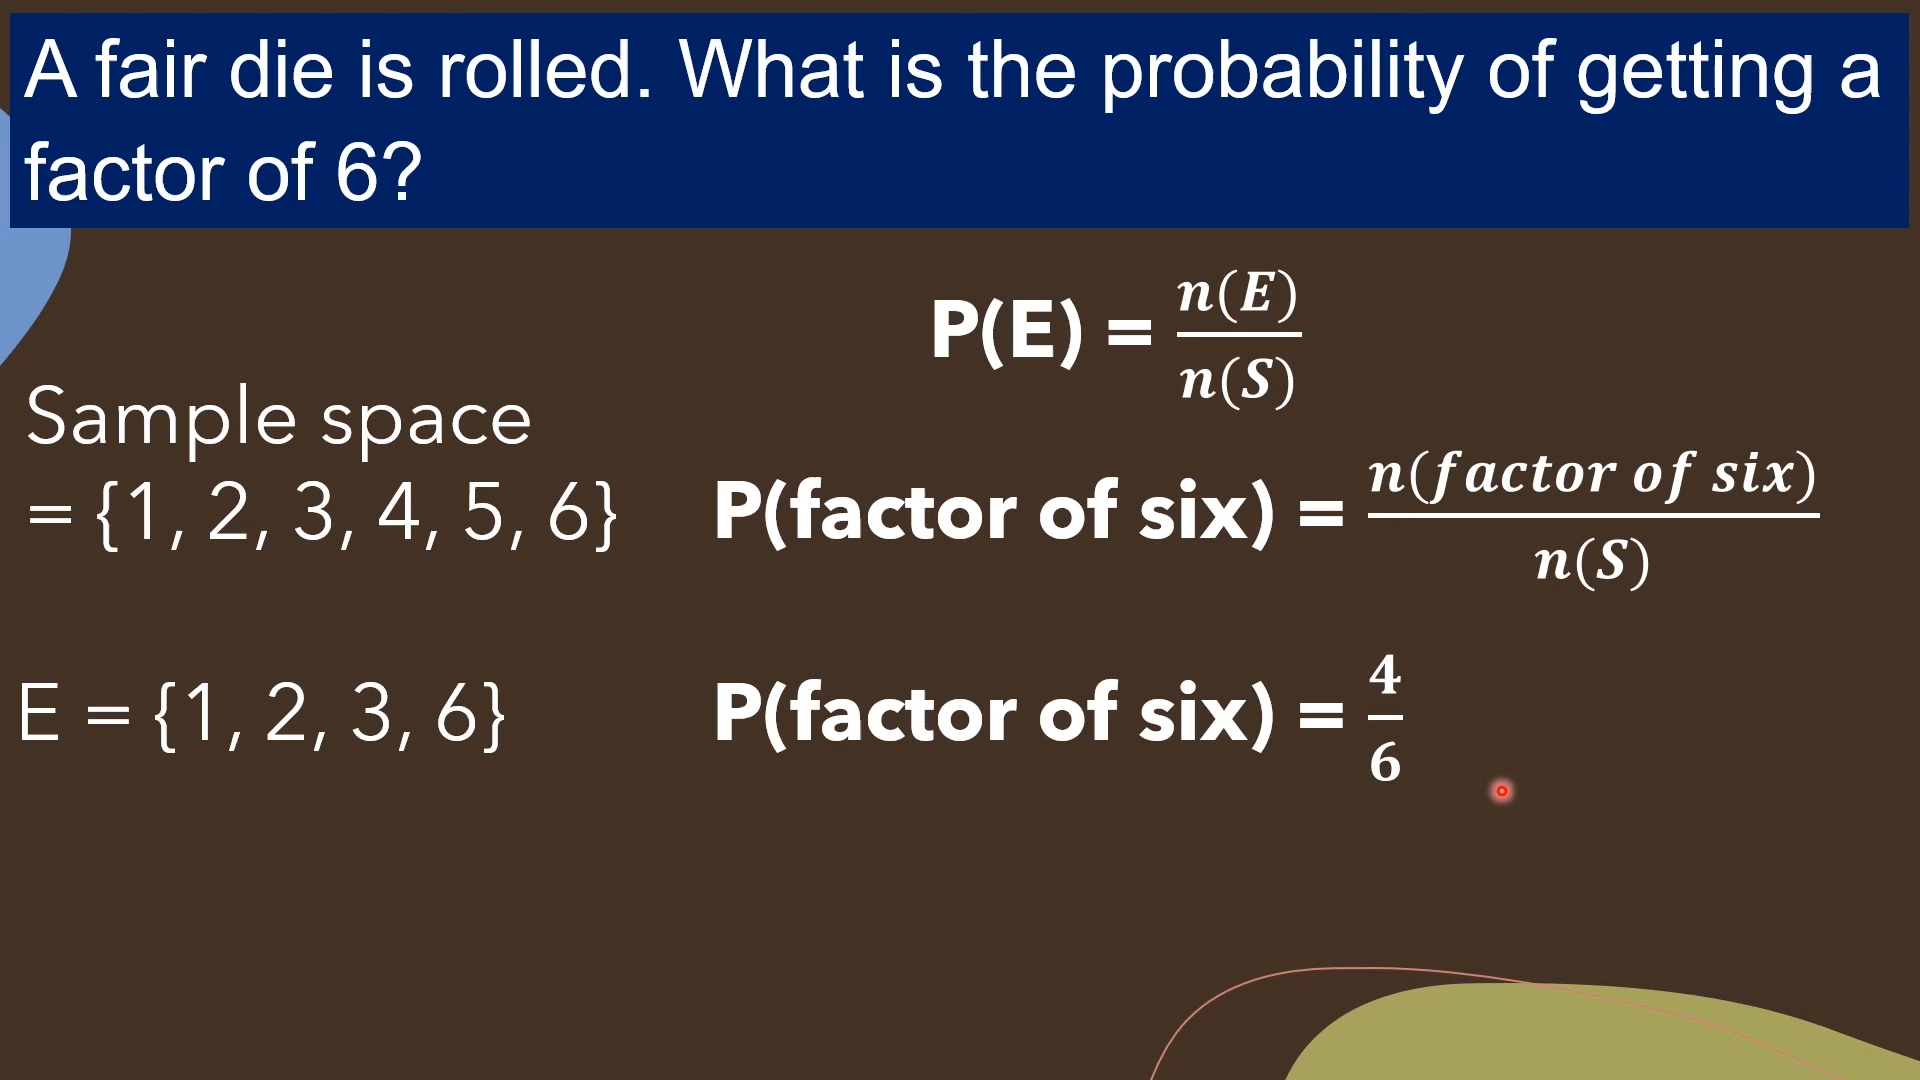 A fair die is rolled. What is the probability of getting a
factor of 6?
P(E) = n(E)/n(S)
Sample space
= {1, 2, 3, 4, 5, 6}
P(factor of six) = n(factor of six)/n(S)
E = {1, 2, 3, 6}
P(factor of six) = 4/6